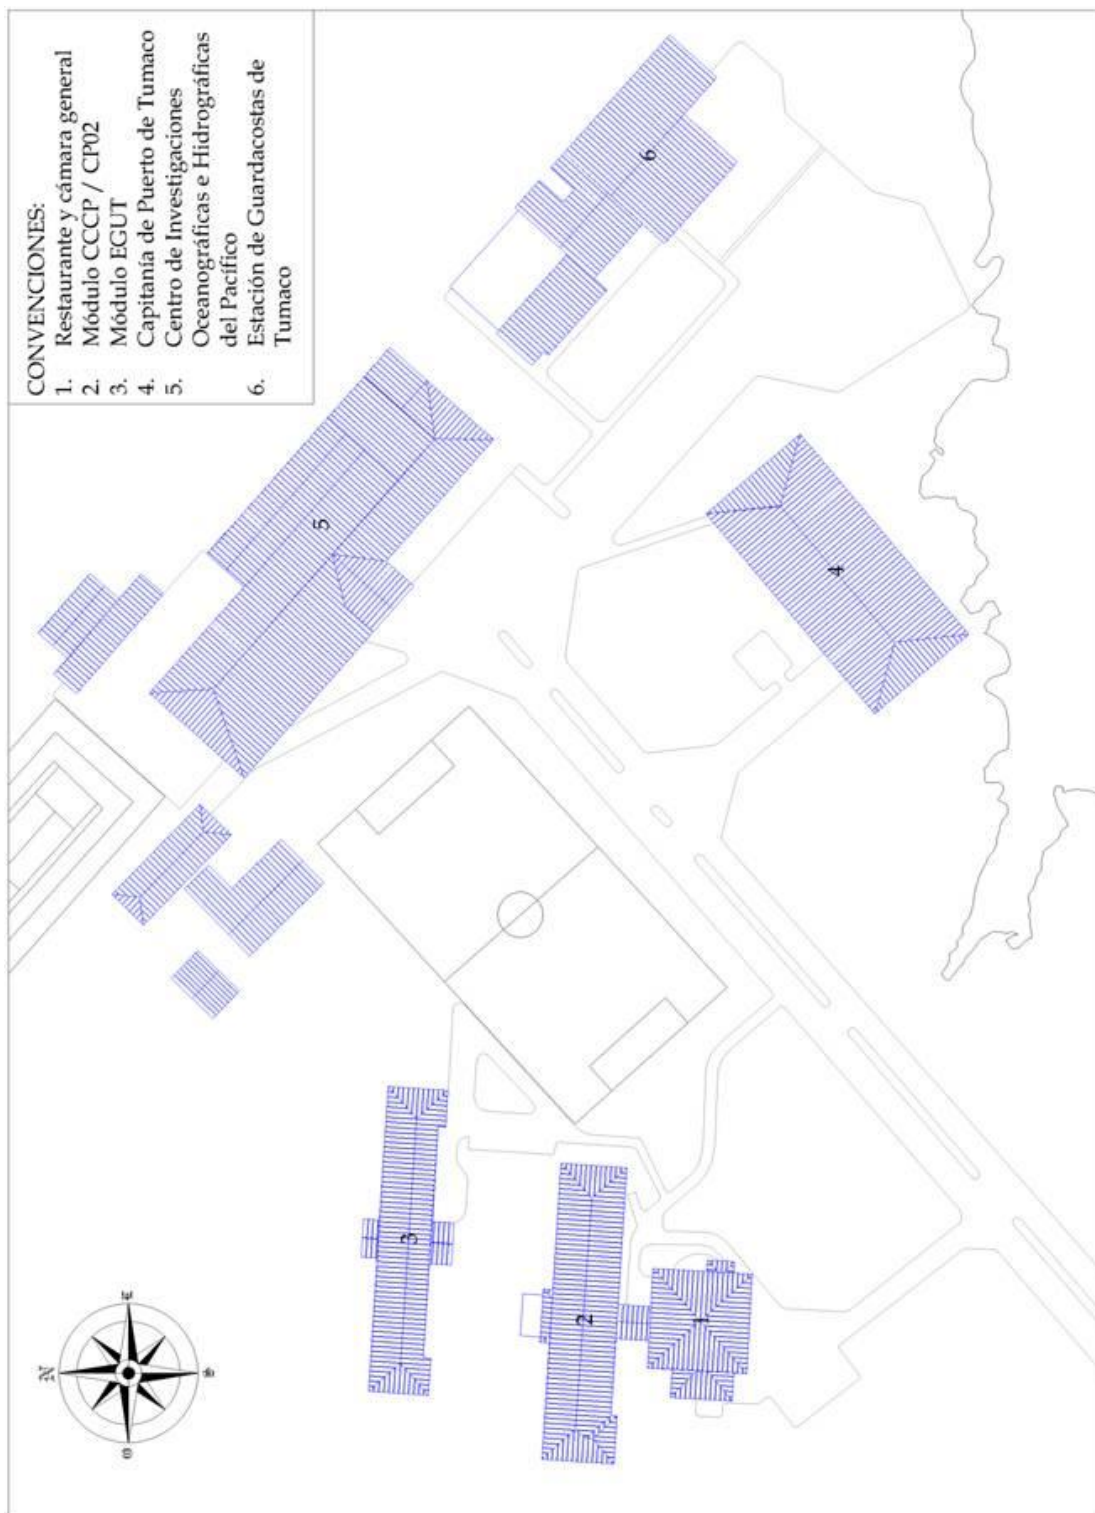 CONVENCIONES:
1. Restaurante y cámara general
2. Módulo CCCP / CP02
3. Módulo EGUT
4. Capitanía de Puerto de Tumaco
5. Centro de Investigaciones
Oceanográficas e Hidrográficas
del Pacífico
6. Estación de Guardacostas de
Tumaco
6
5
4
3
2
1
N
E
S
O